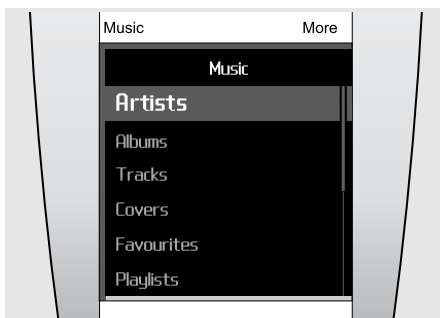 Music More
Music
Artists
Albums
Tracks
Covers
Favourites
Playlists